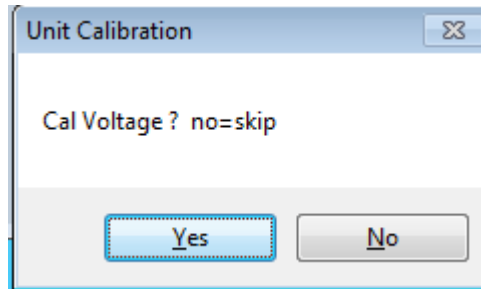 Unit Calibration
Cal Voltage ? no=skip
Yes
No